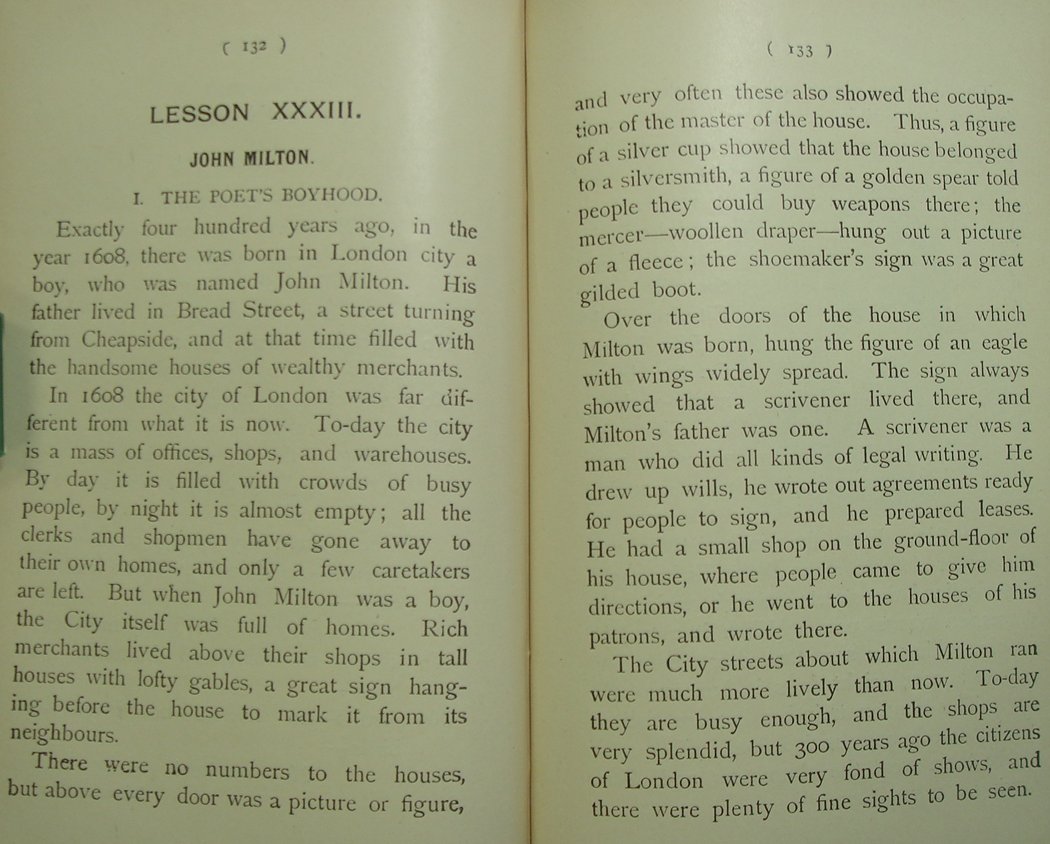 ( 132 )
LESSON XXXIII.
JOHN MILTON.
I. THE POET'S BOYHOOD.
Exactly four hundred years ago, in the
year 1608, there was born in London city a
boy, who was named John Milton. His
father lived in Bread Street, a street turning
from Cheapside, and at that time filled with
the handsome houses of wealthy merchants.
In 1608 the city of London was far dif-
ferent from what it is now. To-day the city
is a mass of offices, shops, and warehouses.
By day it is filled with crowds of busy
people, by night it is almost empty; all the
clerks and shopmen have gone away to
their own homes, and only a few caretakers
are left. But when John Milton was a boy,
the City itself was full of homes. Rich
merchants lived above their shops in tall
houses with lofty gables, a great sign hang-
ing before the house to mark it from its
neighbours.
There were no numbers to the houses,
but above every door was a picture or figure,
( 133 )
and very often these also showed the occupa-
tion of the master of the house. Thus, a figure
of a silver cup showed that the house belonged
to a silversmith, a figure of a golden spear told
people they could buy weapons there; the
mercer—woollen draper—hung out a picture
of a fleece; the shoemaker's sign was a great
gilded boot.
Over the doors of the house in which
Milton was born, hung the figure of an eagle
with wings widely spread. The sign always
showed that a scrivener lived there, and
Milton's father was one. A scrivener was a
man who did all kinds of legal writing. He
drew up wills, he wrote out agreements ready
for people to sign, and he prepared leases.
He had a small shop on the ground-floor of
his house, where people came to give him
directions, or he went to the houses of his
patrons, and wrote there.
The City streets about which Milton ran
were much more lively than now. To-day
they are busy enough, and the shops are
very splendid, but 300 years ago the citizens
of London were very fond of shows, and
there were plenty of fine sights to be seen.